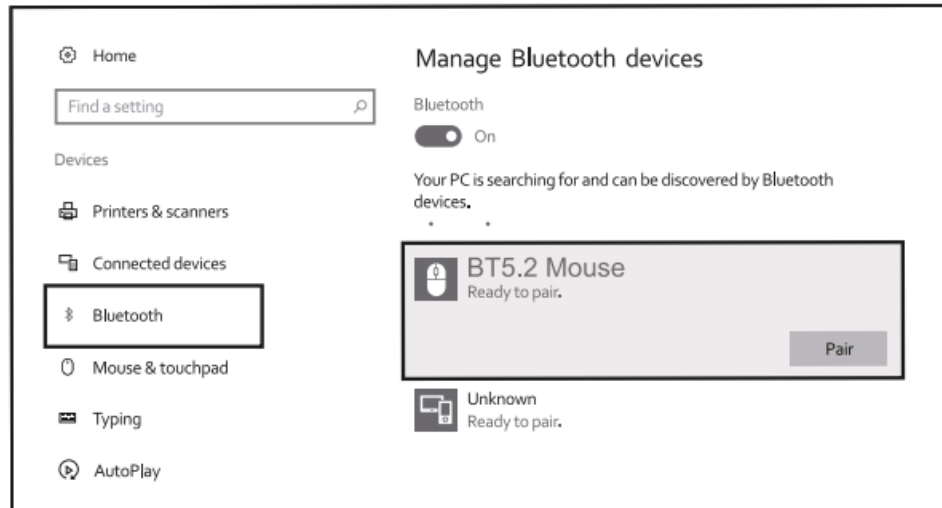 Home
Find a setting
Devices
Printers & scanners
Connected devices
Bluetooth
Mouse & touchpad
Typing
AutoPlay
Manage Bluetooth devices
Bluetooth
On
Your PC is searching for and can be discovered by Bluetooth
devices.
BT5.2 Mouse
Ready to pair.
Pair
Unknown
Ready to pair.